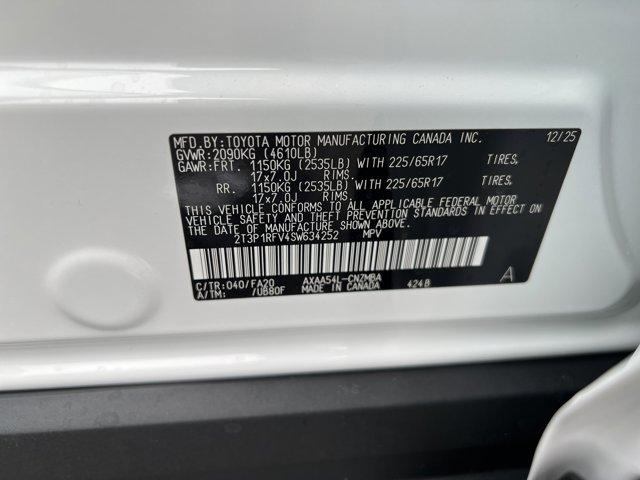 MFD.BY:TOYOTA MOTOR MANUFACTURING CANADA INC. 12/25
GVWR:2090KG (4610LB)
GAWR:FRT. 1150KG (2535LB) WITH 225/65R17 TIRES,
17x7.0J RIMS.
RR. 1150KG (2535LB) WITH 225/65R17 TIRES,
17x7.0J RIMS.
THIS VEHICLE CONFORMS TO ALL APPLICABLE FEDERAL MOTOR
VEHICLE SAFETY AND THEFT PREVENTION STANDARDS IN EFFECT ON
THE DATE OF MANUFACTURE SHOWN ABOVE.
2T3P1RFV4SW634252 MPV
C/TR:040/FA20 AXAA54L-CNZMBA 424B
A/TM: /UB80F MADE IN CANADA
A